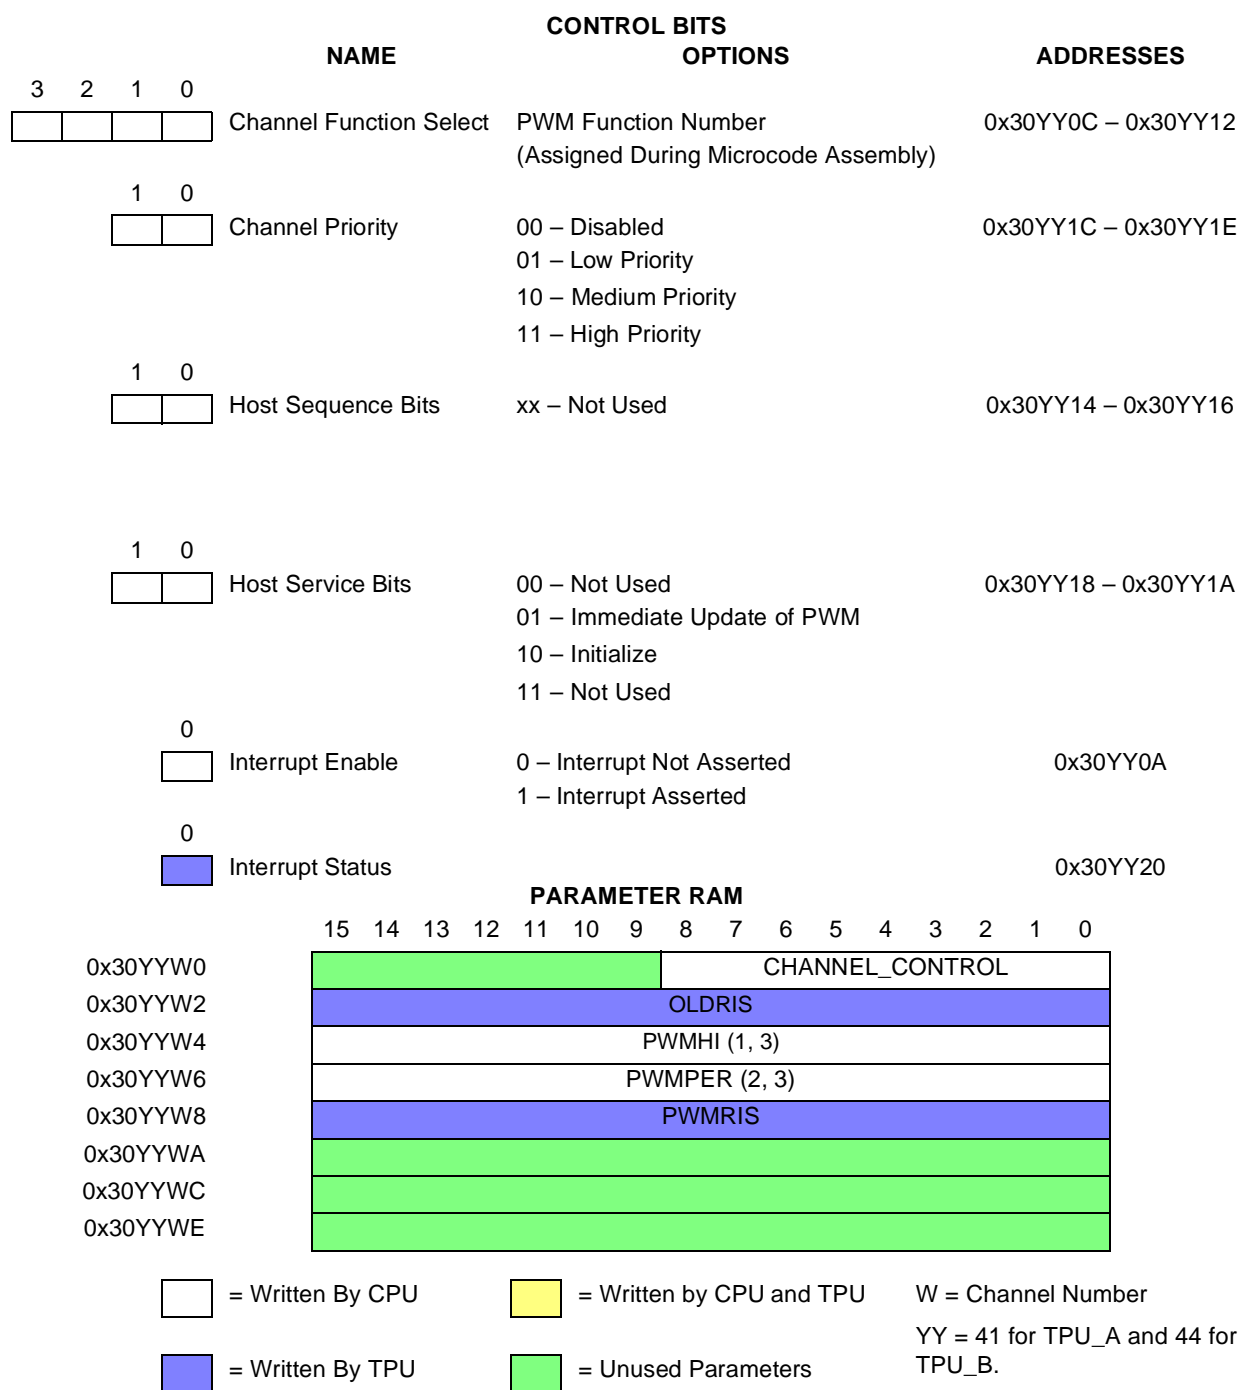 CONTROL BITS
NAME OPTIONS ADDRESSES
3 2 1 0
Channel Function Select PWM Function Number 0x30YY0C – 0x30YY12
(Assigned During Microcode Assembly)
1 0
Channel Priority 00 – Disabled 0x30YY1C – 0x30YY1E
01 – Low Priority
10 – Medium Priority
11 – High Priority
1 0
Host Sequence Bits xx – Not Used 0x30YY14 – 0x30YY16
1 0
Host Service Bits 00 – Not Used 0x30YY18 – 0x30YY1A
01 – Immediate Update of PWM
10 – Initialize
11 – Not Used
0
Interrupt Enable 0 – Interrupt Not Asserted 0x30YY0A
1 – Interrupt Asserted
0
Interrupt Status 0x30YY20
PARAMETER RAM
15 14 13 12 11 10 9 8 7 6 5 4 3 2 1 0
0x30YYW0 CHANNEL_CONTROL
0x30YYW2 OLDRIS
0x30YYW4 PWMHI (1, 3)
0x30YYW6 PWMPER (2, 3)
0x30YYW8 PWMRIS
0x30YYWA
0x30YYWC
0x30YYWE
= Written By CPU = Written by CPU and TPU W = Channel Number
YY = 41 for TPU_A and 44 for
= Written By TPU = Unused Parameters TPU_B.